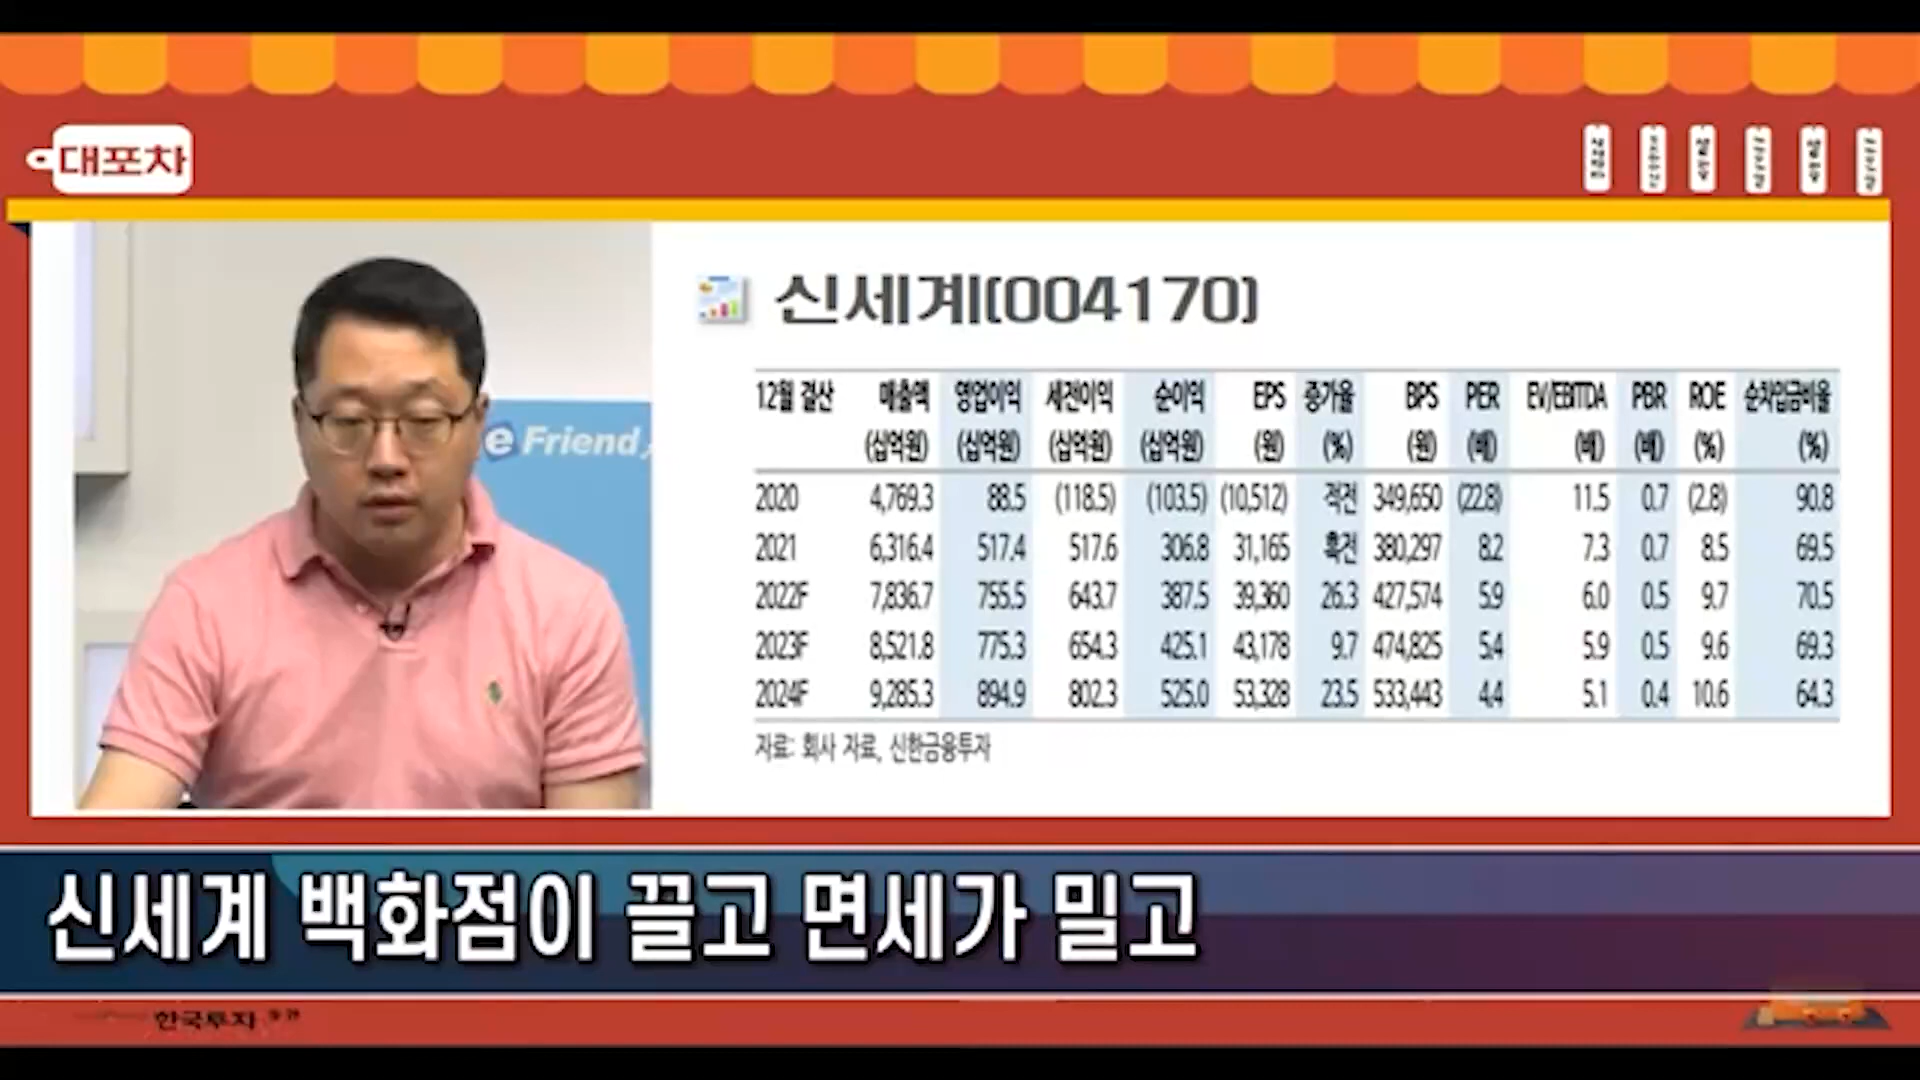 대포차
e Friend
신세계(004170)
12월 결산 매출액 영업이익 세전이익 순이익 EPS 증가율 BPS PER EV/EBITDA PBR ROE 순차입금비율
(십억원) (십억원) (십억원) (십억원) (원) (%) (원) (배) (배) (배) (%) (%)
2020 4,769.3 88.5 (118.5) (103.5) (10,512) 적전 349,650 (22.8) 11.5 0.7 (2.8) 90.8
2021 6,316.4 517.4 517.6 306.8 31,165 흑전 380,297 8.2 7.3 0.7 8.5 69.5
2022F 7,836.7 755.5 643.7 387.5 39,360 26.3 427,574 5.9 6.0 0.5 9.7 70.5
2023F 8,521.8 775.3 654.3 425.1 43,178 9.7 474,825 5.4 5.9 0.5 9.6 69.3
2024F 9,285.3 894.9 802.3 525.0 53,328 23.5 533,443 4.4 5.1 0.4 10.6 64.3
자료: 회사 자료, 신한금융투자
신세계 백화점이 끌고 면세가 밀고
한국투자증권